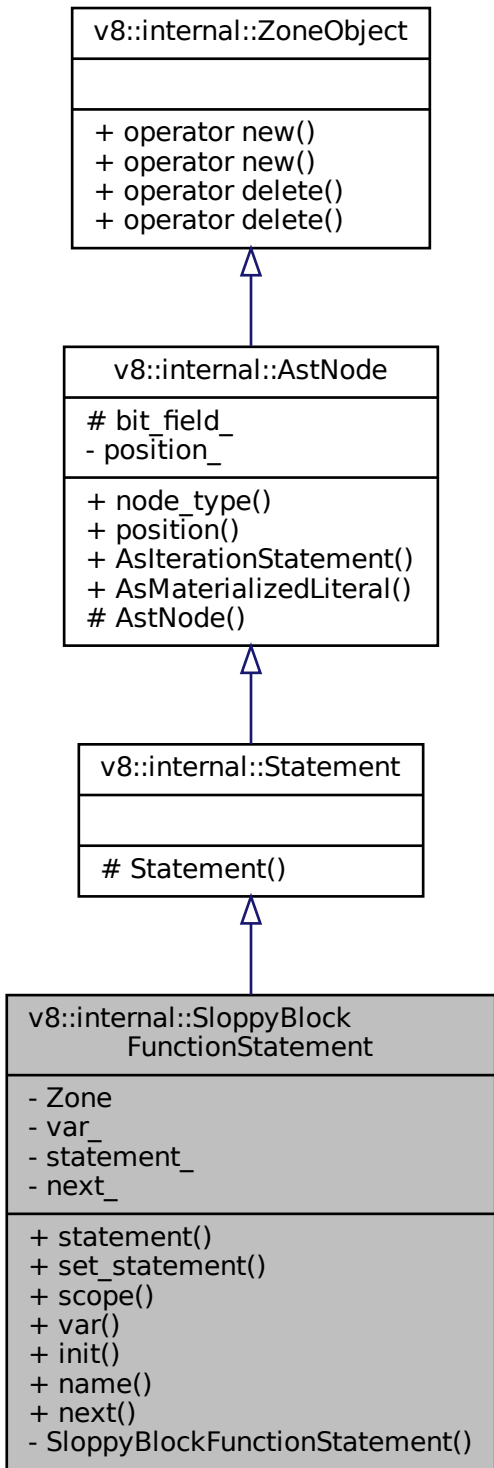 v8::internal::ZoneObject
+ operator new()
+ operator new()
+ operator delete()
+ operator delete()
v8::internal::AstNode
# bit_field_
- position_
+ node_type()
+ position()
+ AsIterationStatement()
+ AsMaterializedLiteral()
# AstNode()
v8::internal::Statement
# Statement()
v8::internal::SloppyBlock
FunctionStatement
- Zone
- var_
- statement_
- next_
+ statement()
+ set_statement()
+ scope()
+ var()
+ init()
+ name()
+ next()
- SloppyBlockFunctionStatement()